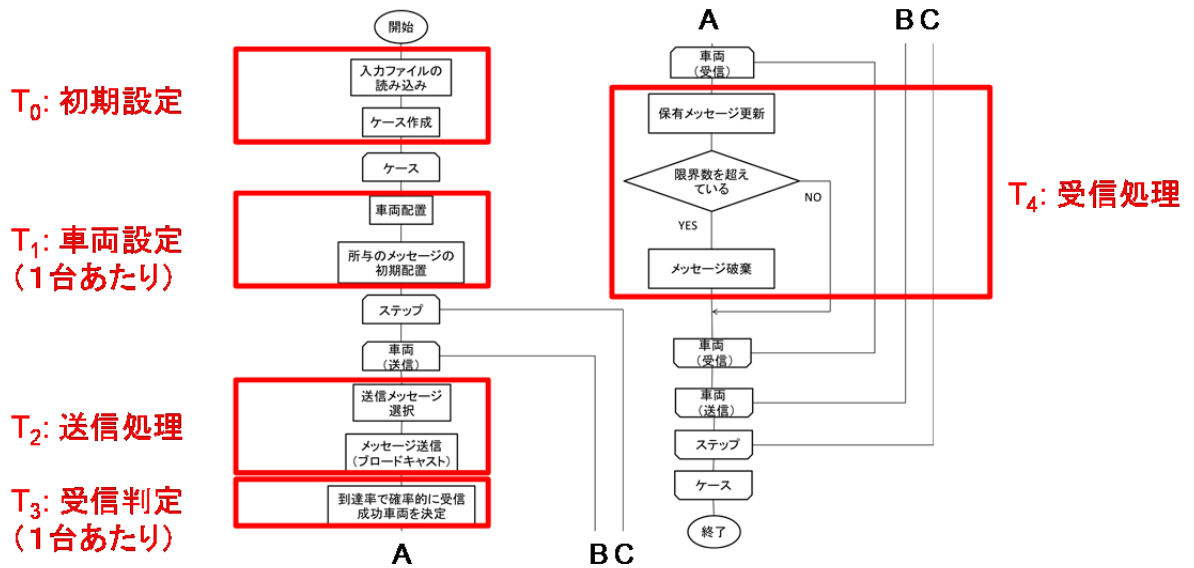 開始
T0: 初期設定
入力ファイルの
読み込み
ケース作成
ケース
T1: 車両設定
(1台あたり)
車両配置
所与のメッセージの
初期配置
ステップ
車両
(送信)
T2: 送信処理
送信メッセージ
選択
メッセージ送信
(ブロードキャスト)
T3: 受信判定
(1台あたり)
到達率で確率的に受信
成功車両を決定
A
B C
A
B C
車両
(受信)
保有メッセージ更新
限界数を超え
ている
NO
YES
T4: 受信処理
メッセージ破棄
車両
(受信)
車両
(送信)
ステップ
ケース
終了